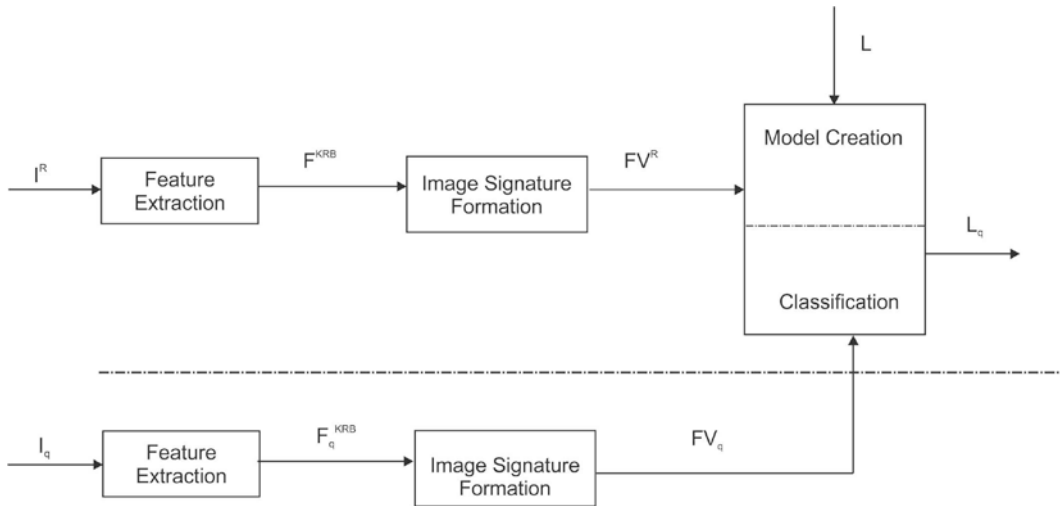 L
Model Creation
I^R
Feature
Extraction
F^KRB
Image Signature
Formation
FV^R
L_q
Classification
I_q
Feature
Extraction
F_q^KRB
Image Signature
Formation
FV_q